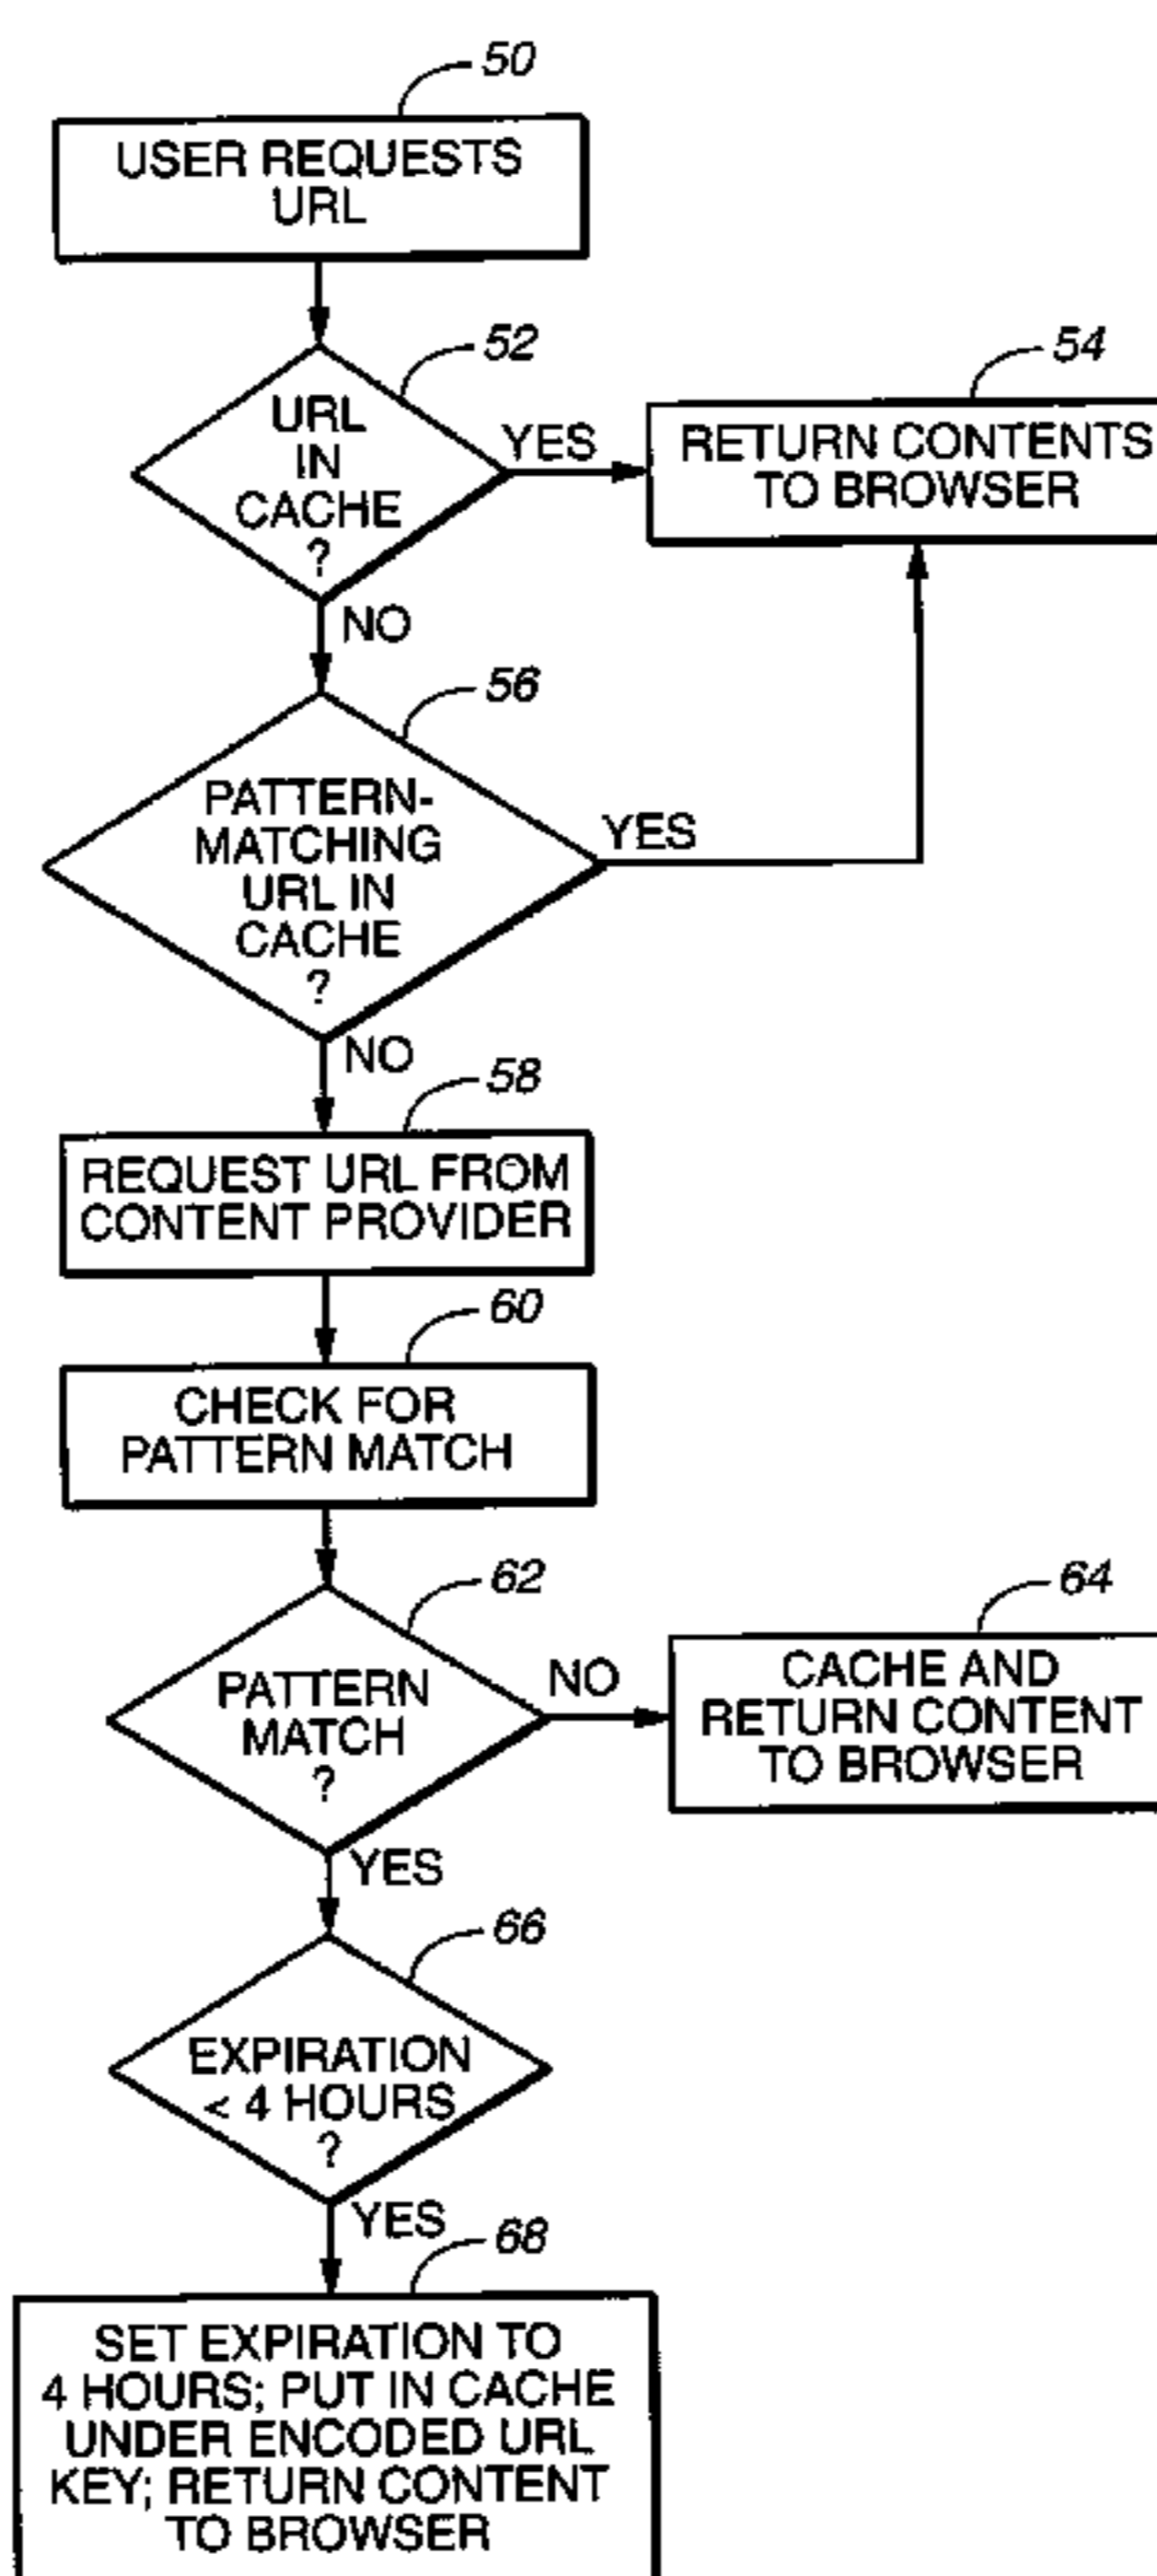 50
USER REQUESTS
URL
52
URL
IN
CACHE
?
YES
54
RETURN CONTENTS
TO BROWSER
NO
56
PATTERN-
MATCHING
URL IN
CACHE
?
YES
NO
58
REQUEST URL FROM
CONTENT PROVIDER
60
CHECK FOR
PATTERN MATCH
62
PATTERN
MATCH
?
NO
64
CACHE AND
RETURN CONTENT
TO BROWSER
YES
66
EXPIRATION
< 4 HOURS
?
YES
68
SET EXPIRATION TO
4 HOURS; PUT IN CACHE
UNDER ENCODED URL
KEY; RETURN CONTENT
TO BROWSER